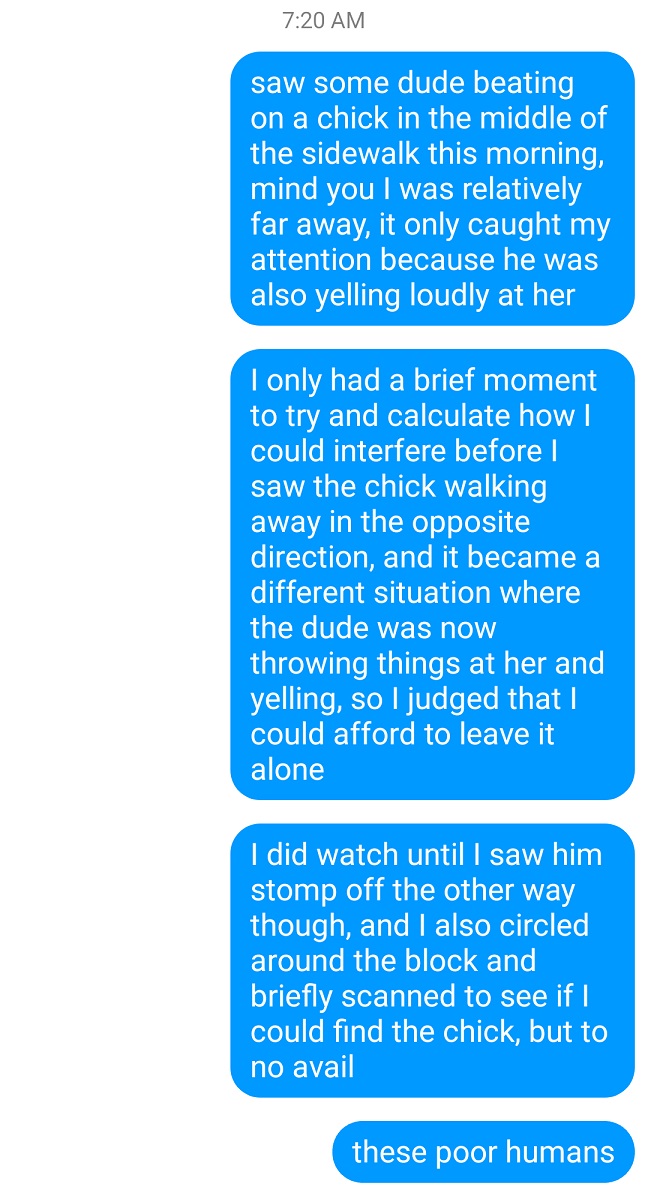 7:20 AM
saw some dude beating
on a chick in the middle of
the sidewalk this morning,
mind you I was relatively
far away, it only caught my
attention because he was
also yelling loudly at her
I only had a brief moment
to try and calculate how I
could interfere before I
saw the chick walking
away in the opposite
direction, and it became a
different situation where
the dude was now
throwing things at her and
yelling, so I judged that I
could afford to leave it
alone
I did watch until I saw him
stomp off the other way
though, and I also circled
around the block and
briefly scanned to see if I
could find the chick, but to
no avail
these poor humans